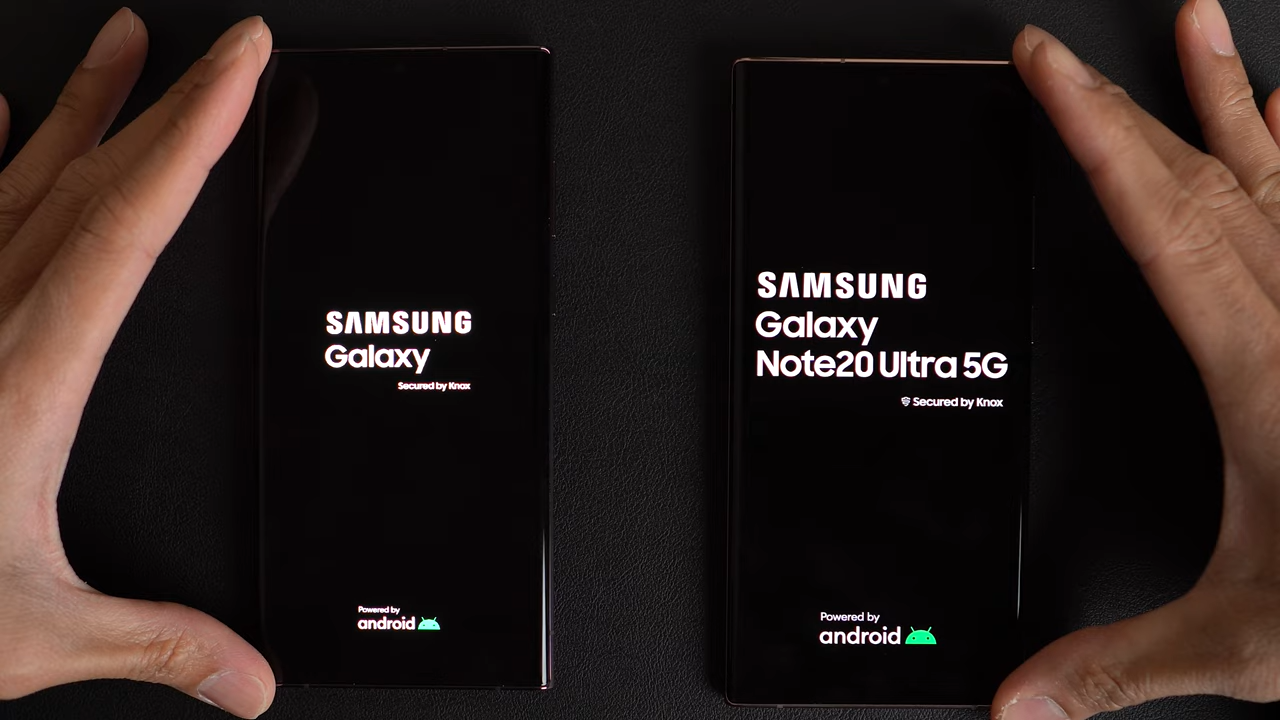 SAMSUNG
Galaxy
Secured by Knox
Powered by
android
SAMSUNG
Galaxy
Note20 Ultra 5G
Secured by Knox
Powered by
android